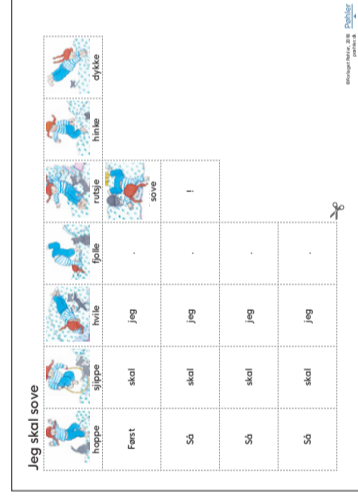 Jeg skal sove
hoppe sjippe hvile fjolle rutsje hinke dykke
Først skal jeg . sove
Så skal jeg . !
Så skal jeg .
Så skal jeg .